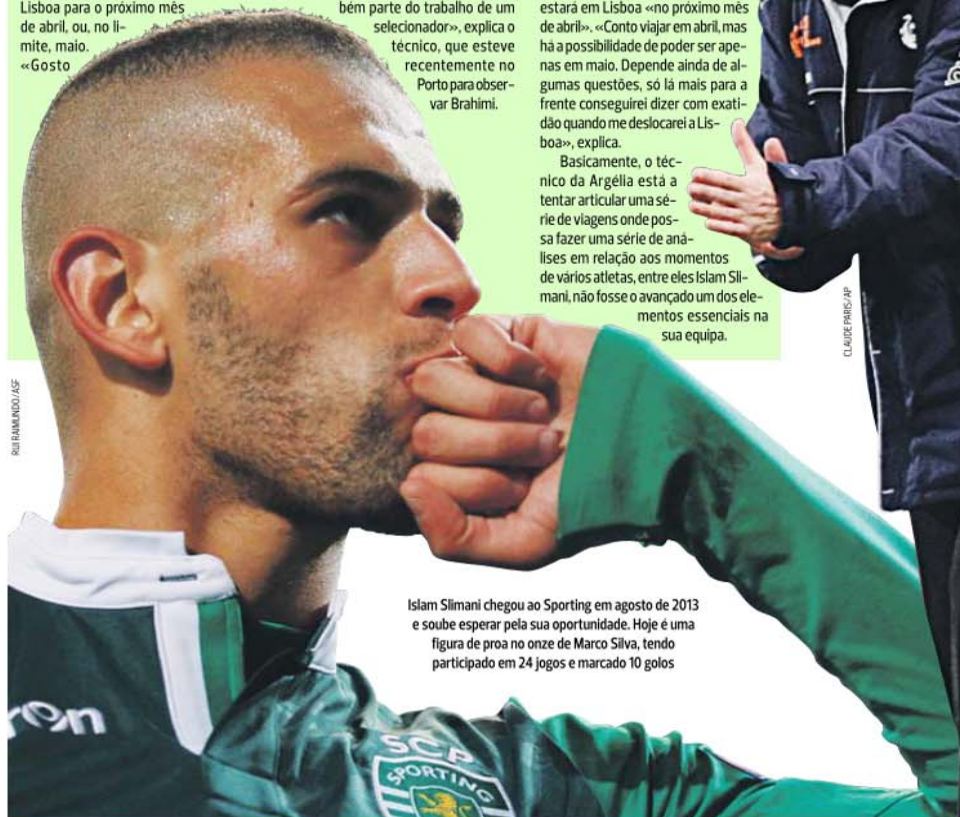 Lisboa para o próximo mês
de abril, ou, no li-
mite, maio.
«Gosto
bém parte do trabalho de um
selecionador», explica o
técnico, que esteve
recentemente no
Porto para obser-
var Brahimi.
estará em Lisboa «no próximo mês
de abril». «Conto viajar em abril, mas
há a possibilidade de poder ser ape-
nas em maio. Depende ainda de al-
gumas questões, só lá mais para a
frente conseguirei dizer com exati-
dão quando me deslocarei a Lis-
boa», explica.
Basicamente, o téc-
nico da Argélia está a
tentar articular uma sé-
rie de viagens onde pos-
sa fazer uma série de aná-
lises em relação aos momentos
de vários atletas, entre eles Islam Sli-
mani, não fosse o avançado um dos ele-
mentos essenciais na
sua equipa.
CLAUDE PARIS/AP
RUI RAIMUNDO/ASF
Islam Slimani chegou ao Sporting em agosto de 2013
e soube esperar pela sua oportunidade. Hoje é uma
figura de proa no onze de Marco Silva, tendo
participado em 24 jogos e marcado 10 golos
ron
SCP
SPORTING